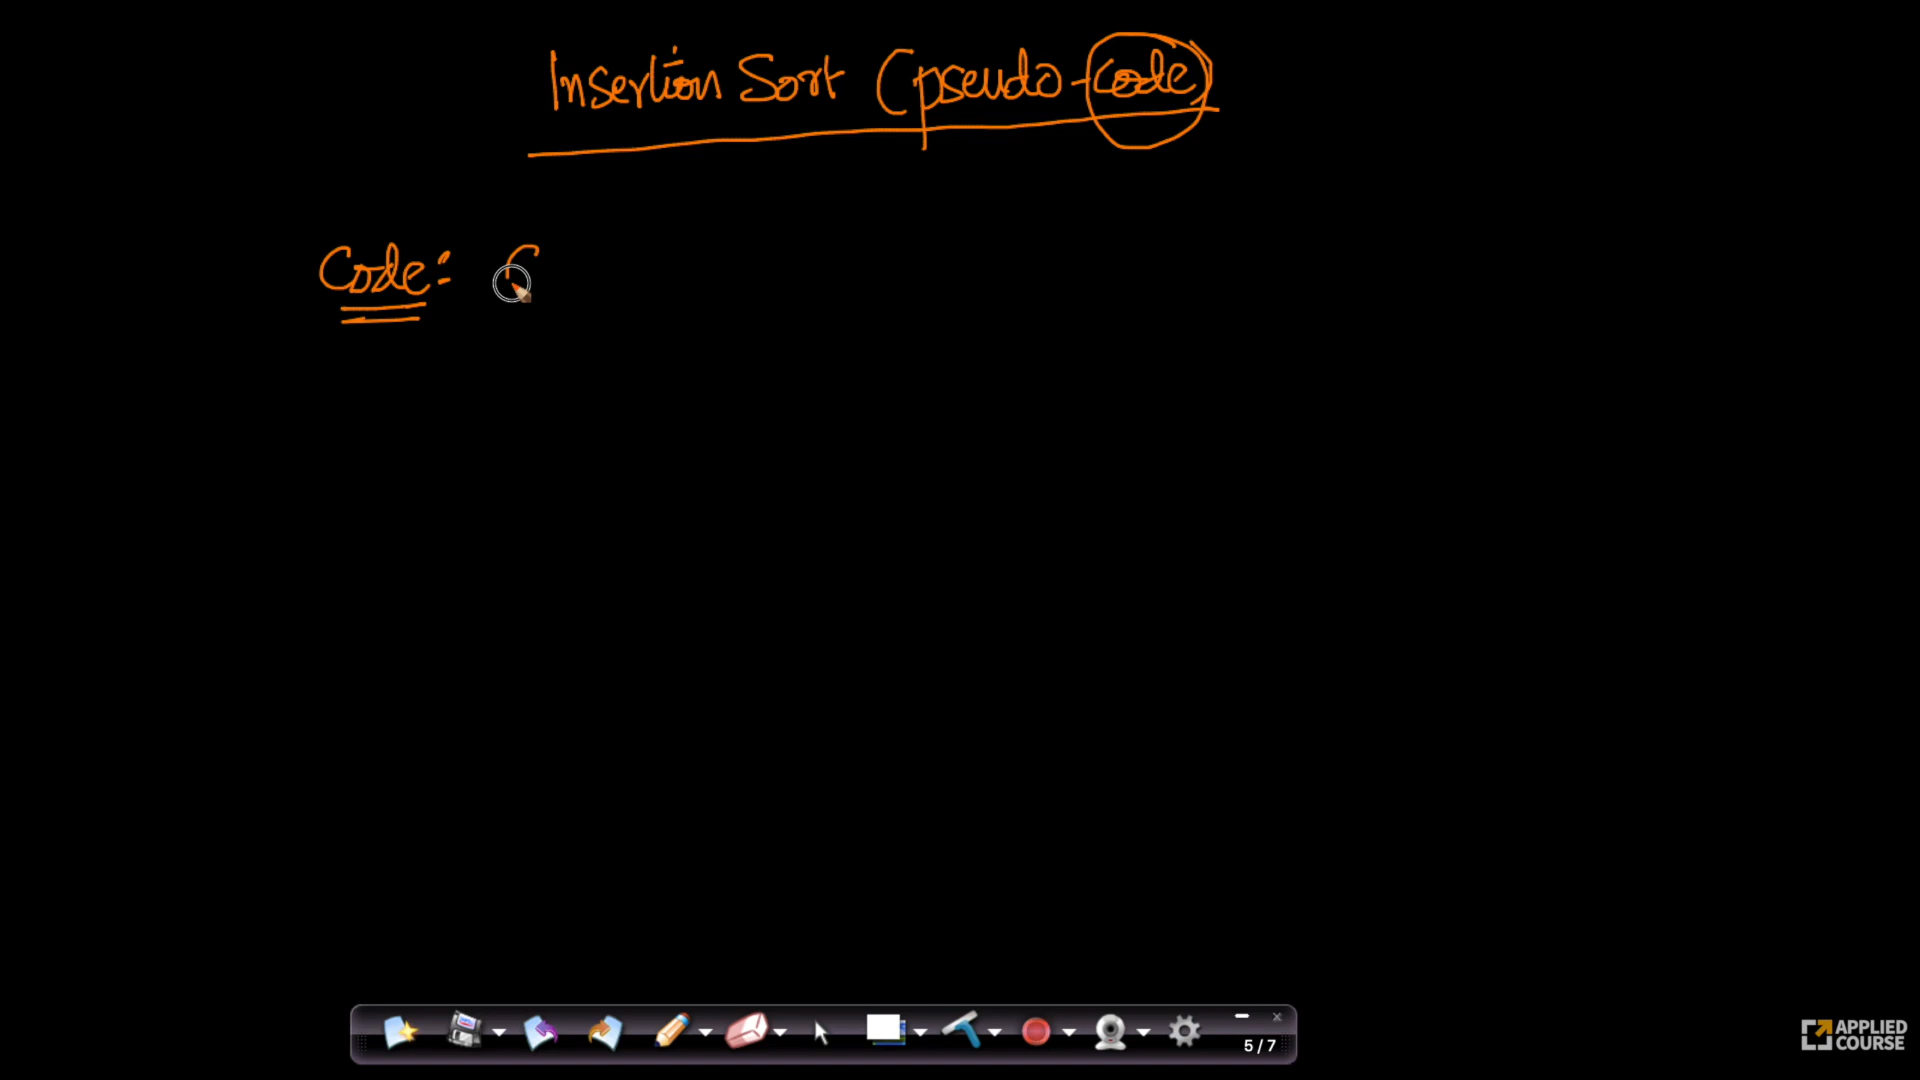 Insertion Sort (pseudo-code)
Code:
5/7
APPLIED
COURSE